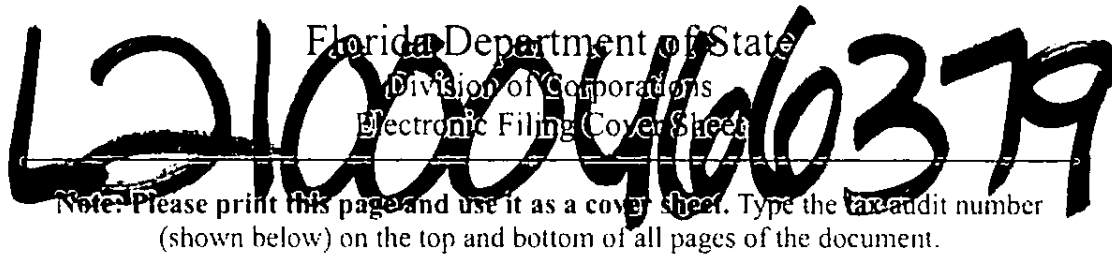 L21000466379
Florida Department of State
Division of Corporations
Electronic Filing Cover Sheet
Note: Please print this page and use it as a cover sheet. Type the fax audit number
(shown below) on the top and bottom of all pages of the document.